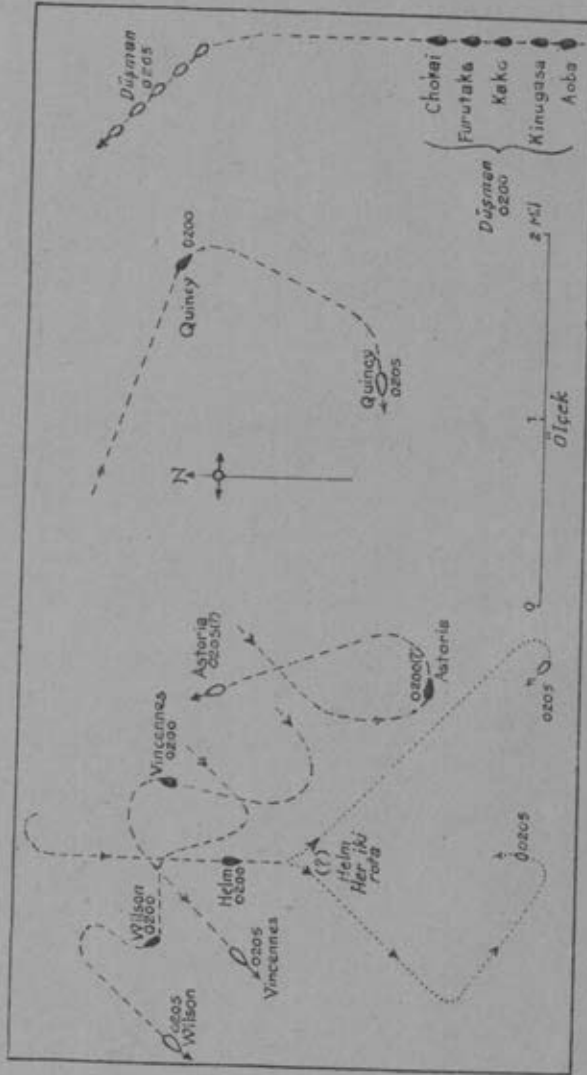 Wilson
0200
0205
Wilson
Vincennes
0200
Helm
0200
0205
Vincennes
(?)
Helm
Her iki
rota
0205
Astoria
0205(?)
0200(?)
Astoria
0205
N
Quincy
0200
Quincy
0205
0 1 2 Mil
Ölçek
Düşman
0205
Düşman
0200
Chokai
Furutaka
Kako
Kinugasa
Aoba